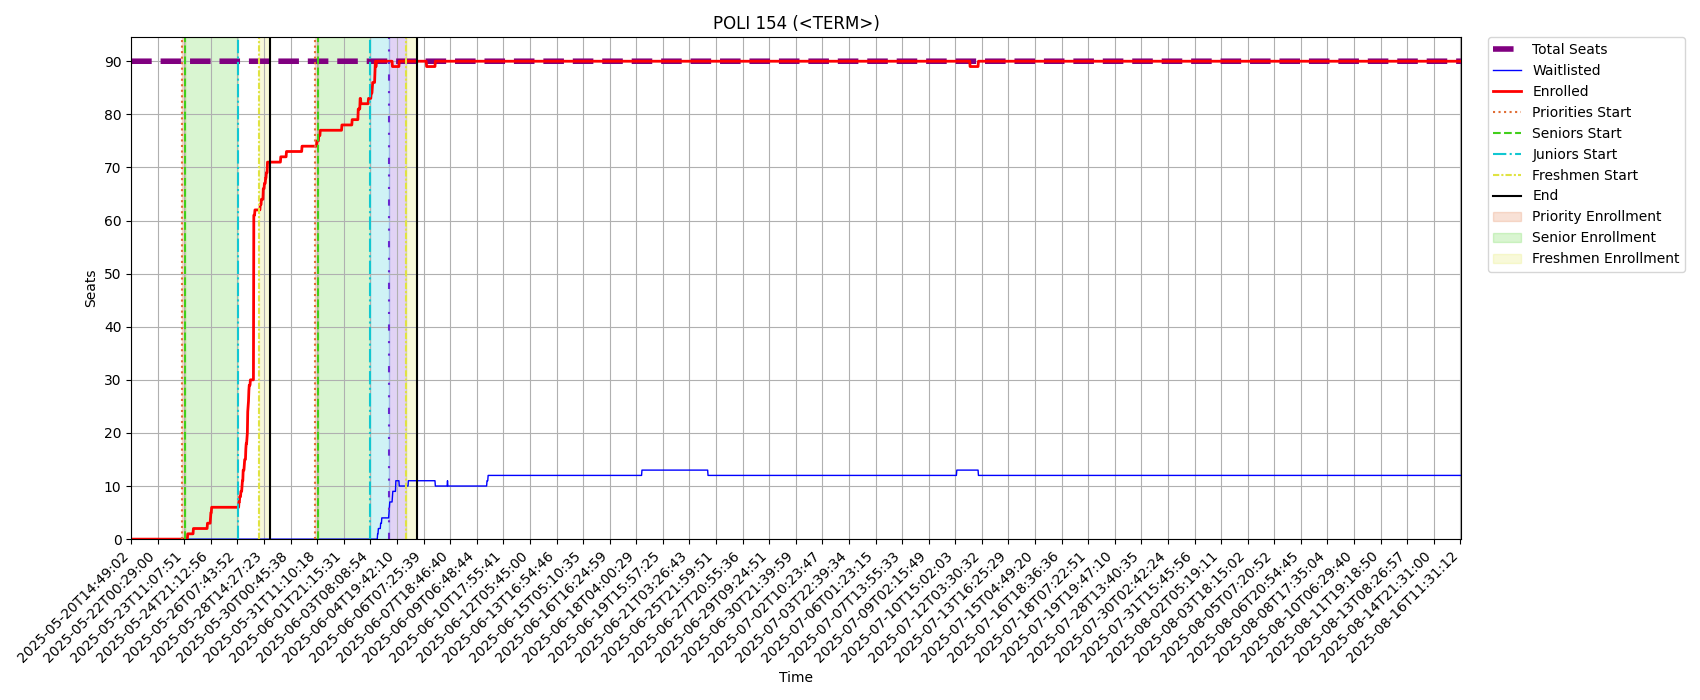 POLI 154 (<TERM>)
Total Seats
Waitlisted
Enrolled
Priorities Start
Seniors Start
Juniors Start
Freshmen Start
End
Priority Enrollment
Senior Enrollment
Freshmen Enrollment
Seats
90
80
70
60
50
40
30
20
10
0
2025-05-20T14:49:02
2025-05-22T00:29:00
2025-05-23T11:07:51
2025-05-24T21:12:56
2025-05-26T07:43:52
2025-05-28T14:27:23
2025-05-30T00:45:38
2025-05-31T11:10:18
2025-06-01T21:15:31
2025-06-03T08:08:54
2025-06-04T19:42:10
2025-06-06T07:25:39
2025-06-07T18:46:40
2025-06-09T06:48:44
2025-06-10T17:55:41
2025-06-12T05:45:00
2025-06-13T16:54:46
2025-06-15T05:10:35
2025-06-16T16:24:59
2025-06-18T04:00:29
2025-06-19T15:57:25
2025-06-21T03:26:43
2025-06-25T21:59:51
2025-06-27T20:55:36
2025-06-29T09:24:51
2025-06-30T21:39:59
2025-07-02T10:23:47
2025-07-03T22:39:34
2025-07-06T01:23:15
2025-07-07T13:55:33
2025-07-09T02:15:49
2025-07-10T15:02:03
2025-07-12T03:30:32
2025-07-13T16:25:29
2025-07-15T04:49:20
2025-07-16T18:36:36
2025-07-18T07:22:51
2025-07-19T19:47:10
2025-07-28T13:40:35
2025-07-30T02:42:24
2025-07-31T15:45:56
2025-08-02T05:19:11
2025-08-03T18:15:02
2025-08-05T07:20:52
2025-08-06T20:54:45
2025-08-08T17:35:04
2025-08-10T06:29:40
2025-08-11T19:18:50
2025-08-13T08:26:57
2025-08-14T21:31:00
2025-08-16T11:31:12
Time